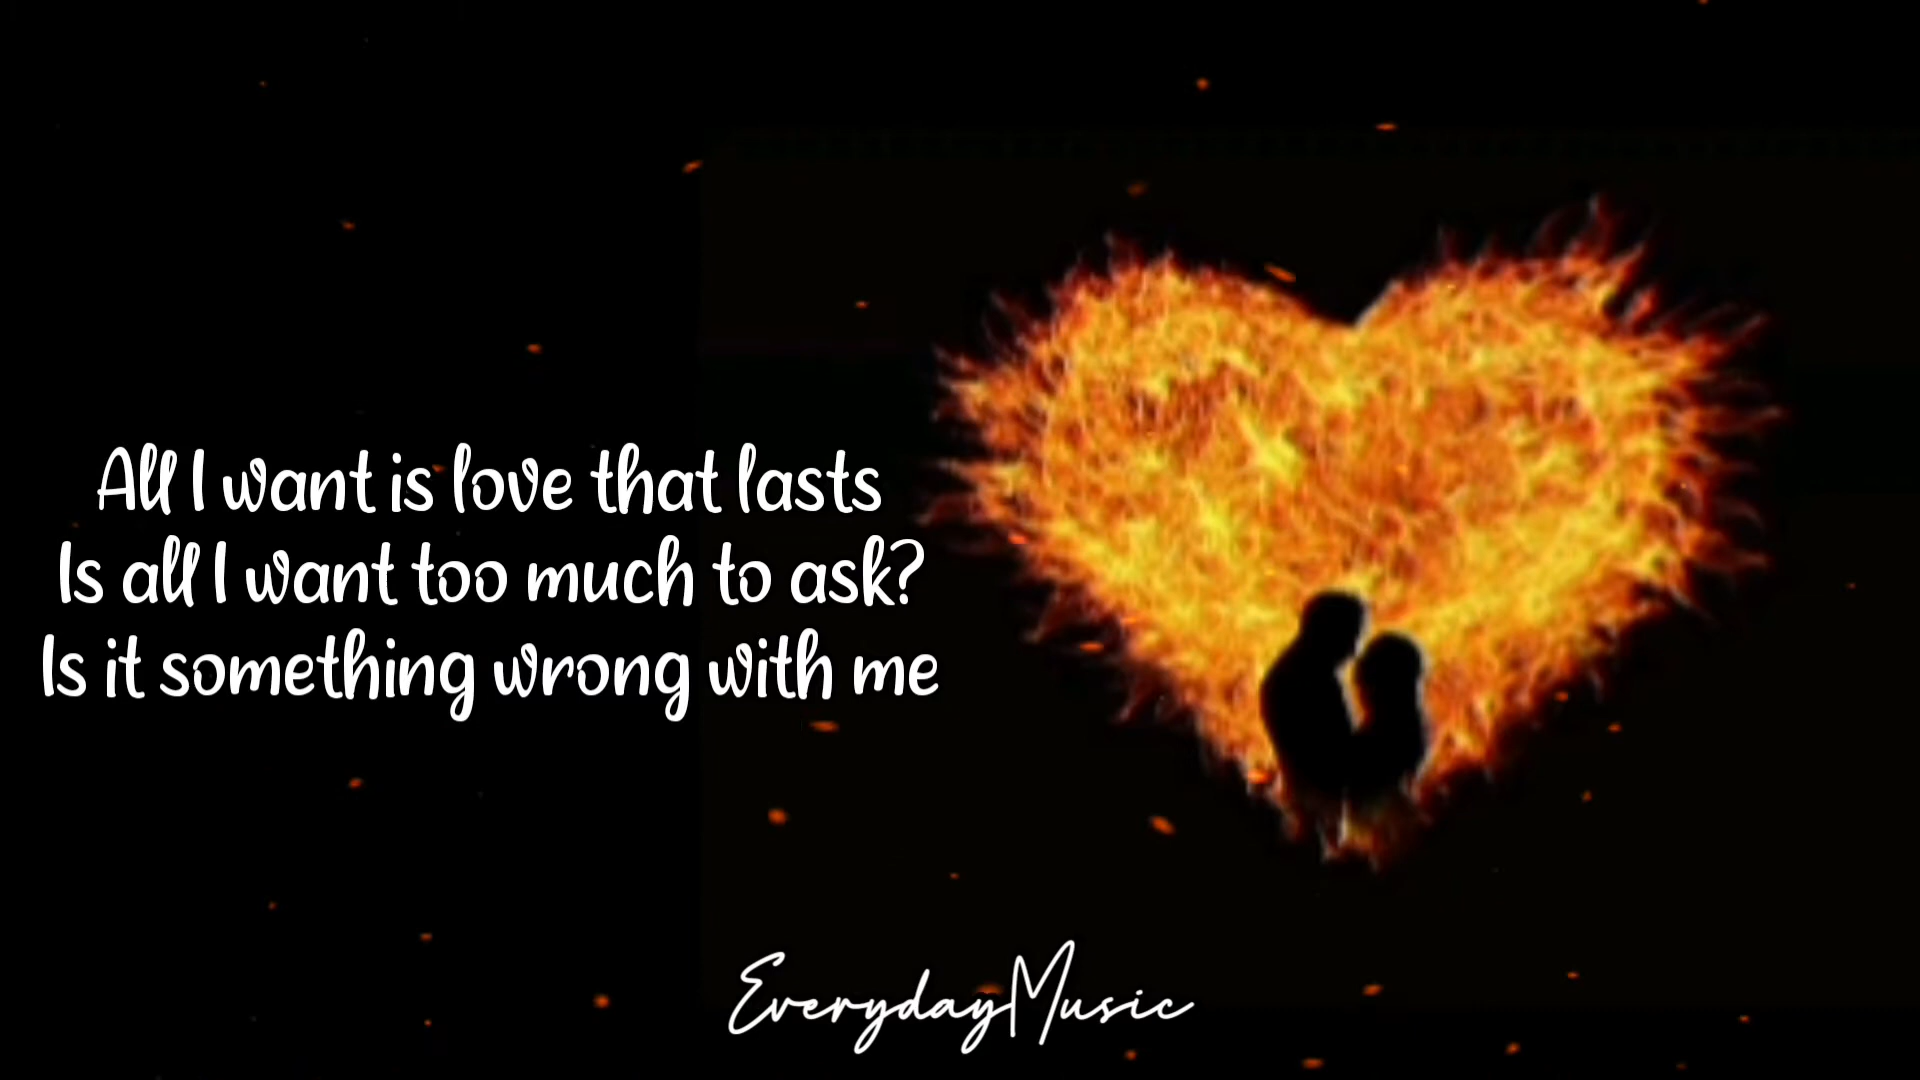 All I want is love that lasts
Is all I want too much to ask?
Is it something wrong with me
EverydayMusic